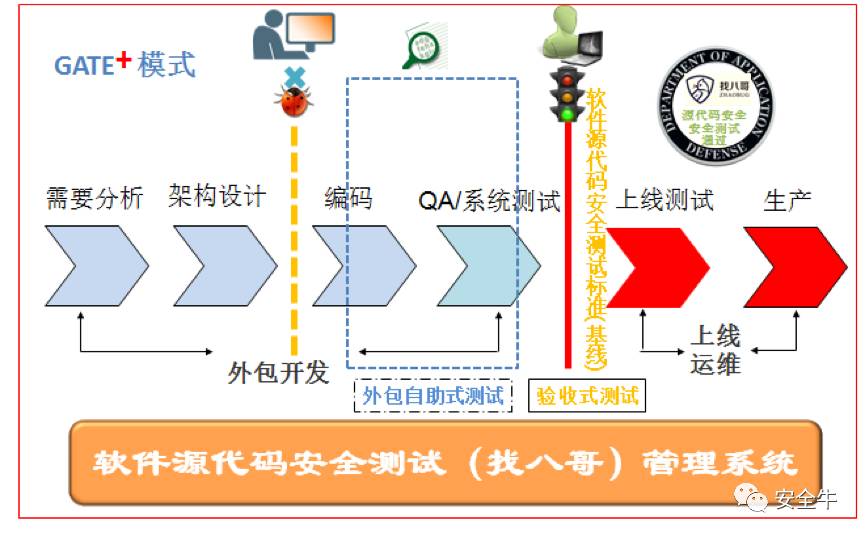 GATE+ 模式
DEPARTMENT OF APPLICATION
DEFENSE
找八哥
ZHAOBUG
源代码安全
安全测试
通过
需要分析
架构设计
编码
QA/系统测试
上线测试
生产
软件源代码安全测试标准(基线)
外包开发
上线
运维
外包自助式测试
验收式测试
软件源代码安全测试（找八哥）管理系统
安全牛